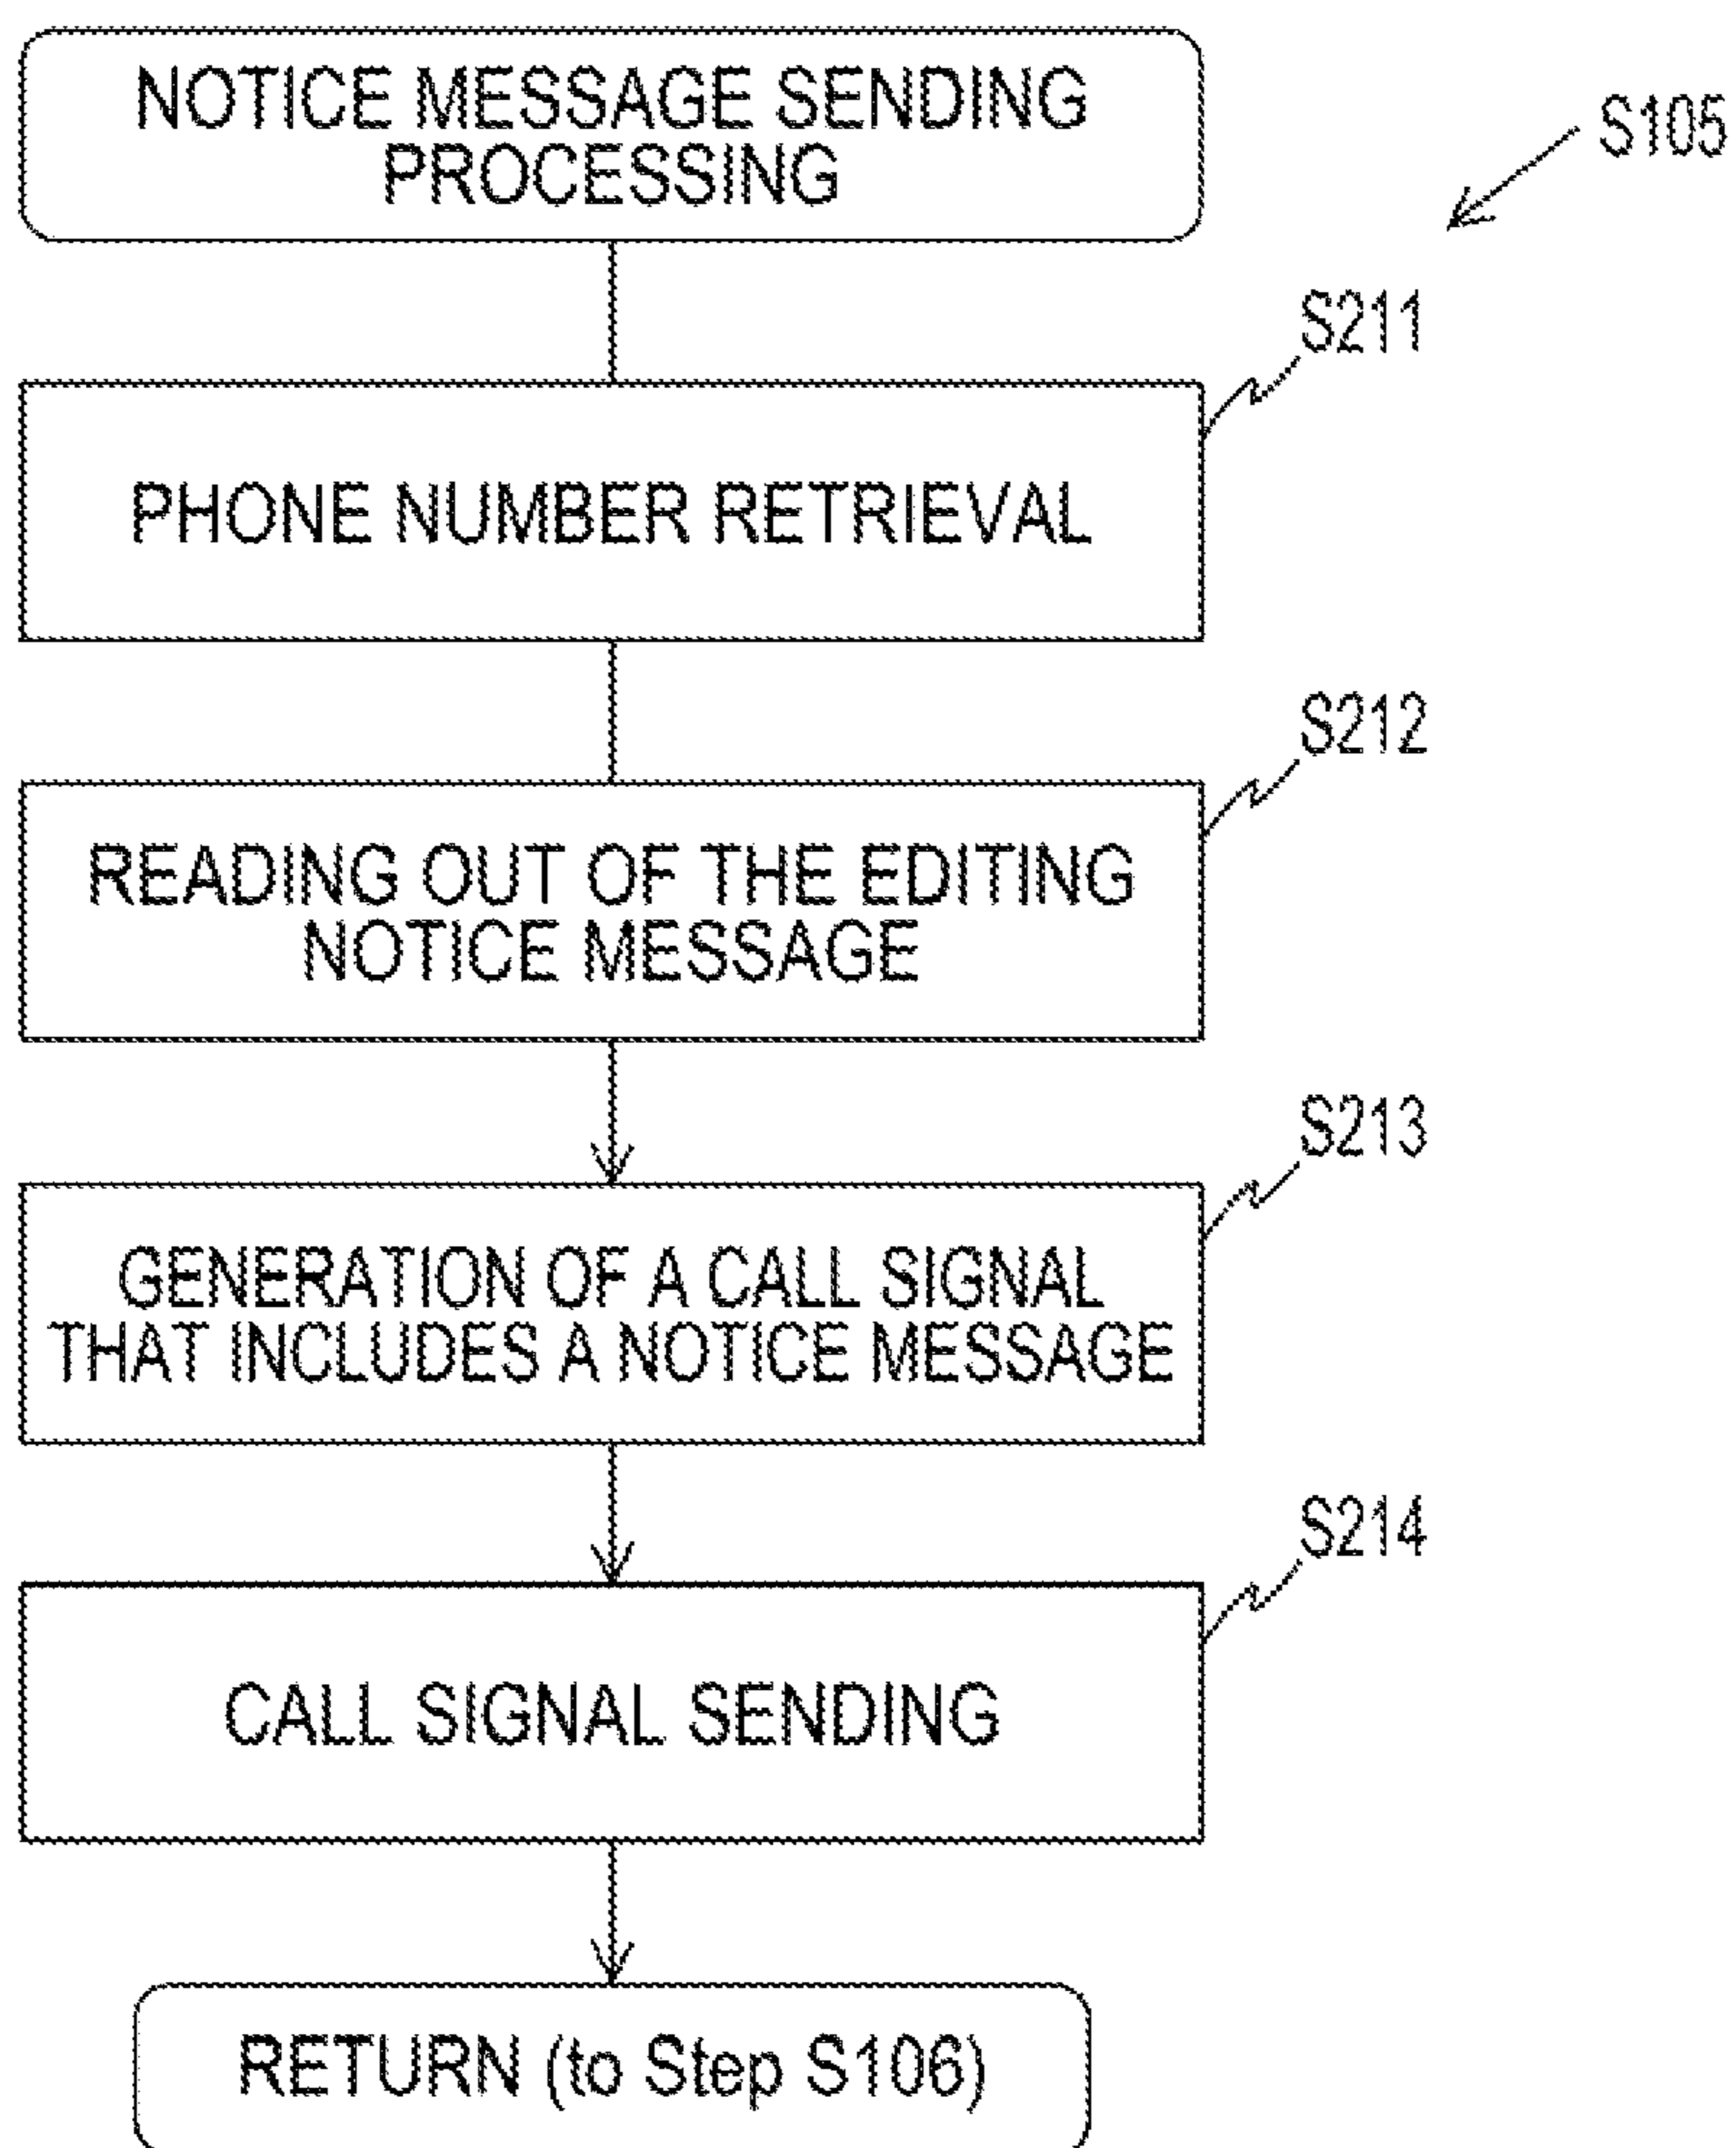 NOTICE MESSAGE SENDING
PROCESSING
S105
S211
PHONE NUMBER RETRIEVAL
S212
READING OUT OF THE EDITING
NOTICE MESSAGE
S213
GENERATION OF A CALL SIGNAL
THAT INCLUDES A NOTICE MESSAGE
S214
CALL SIGNAL SENDING
RETURN (to Step S106)